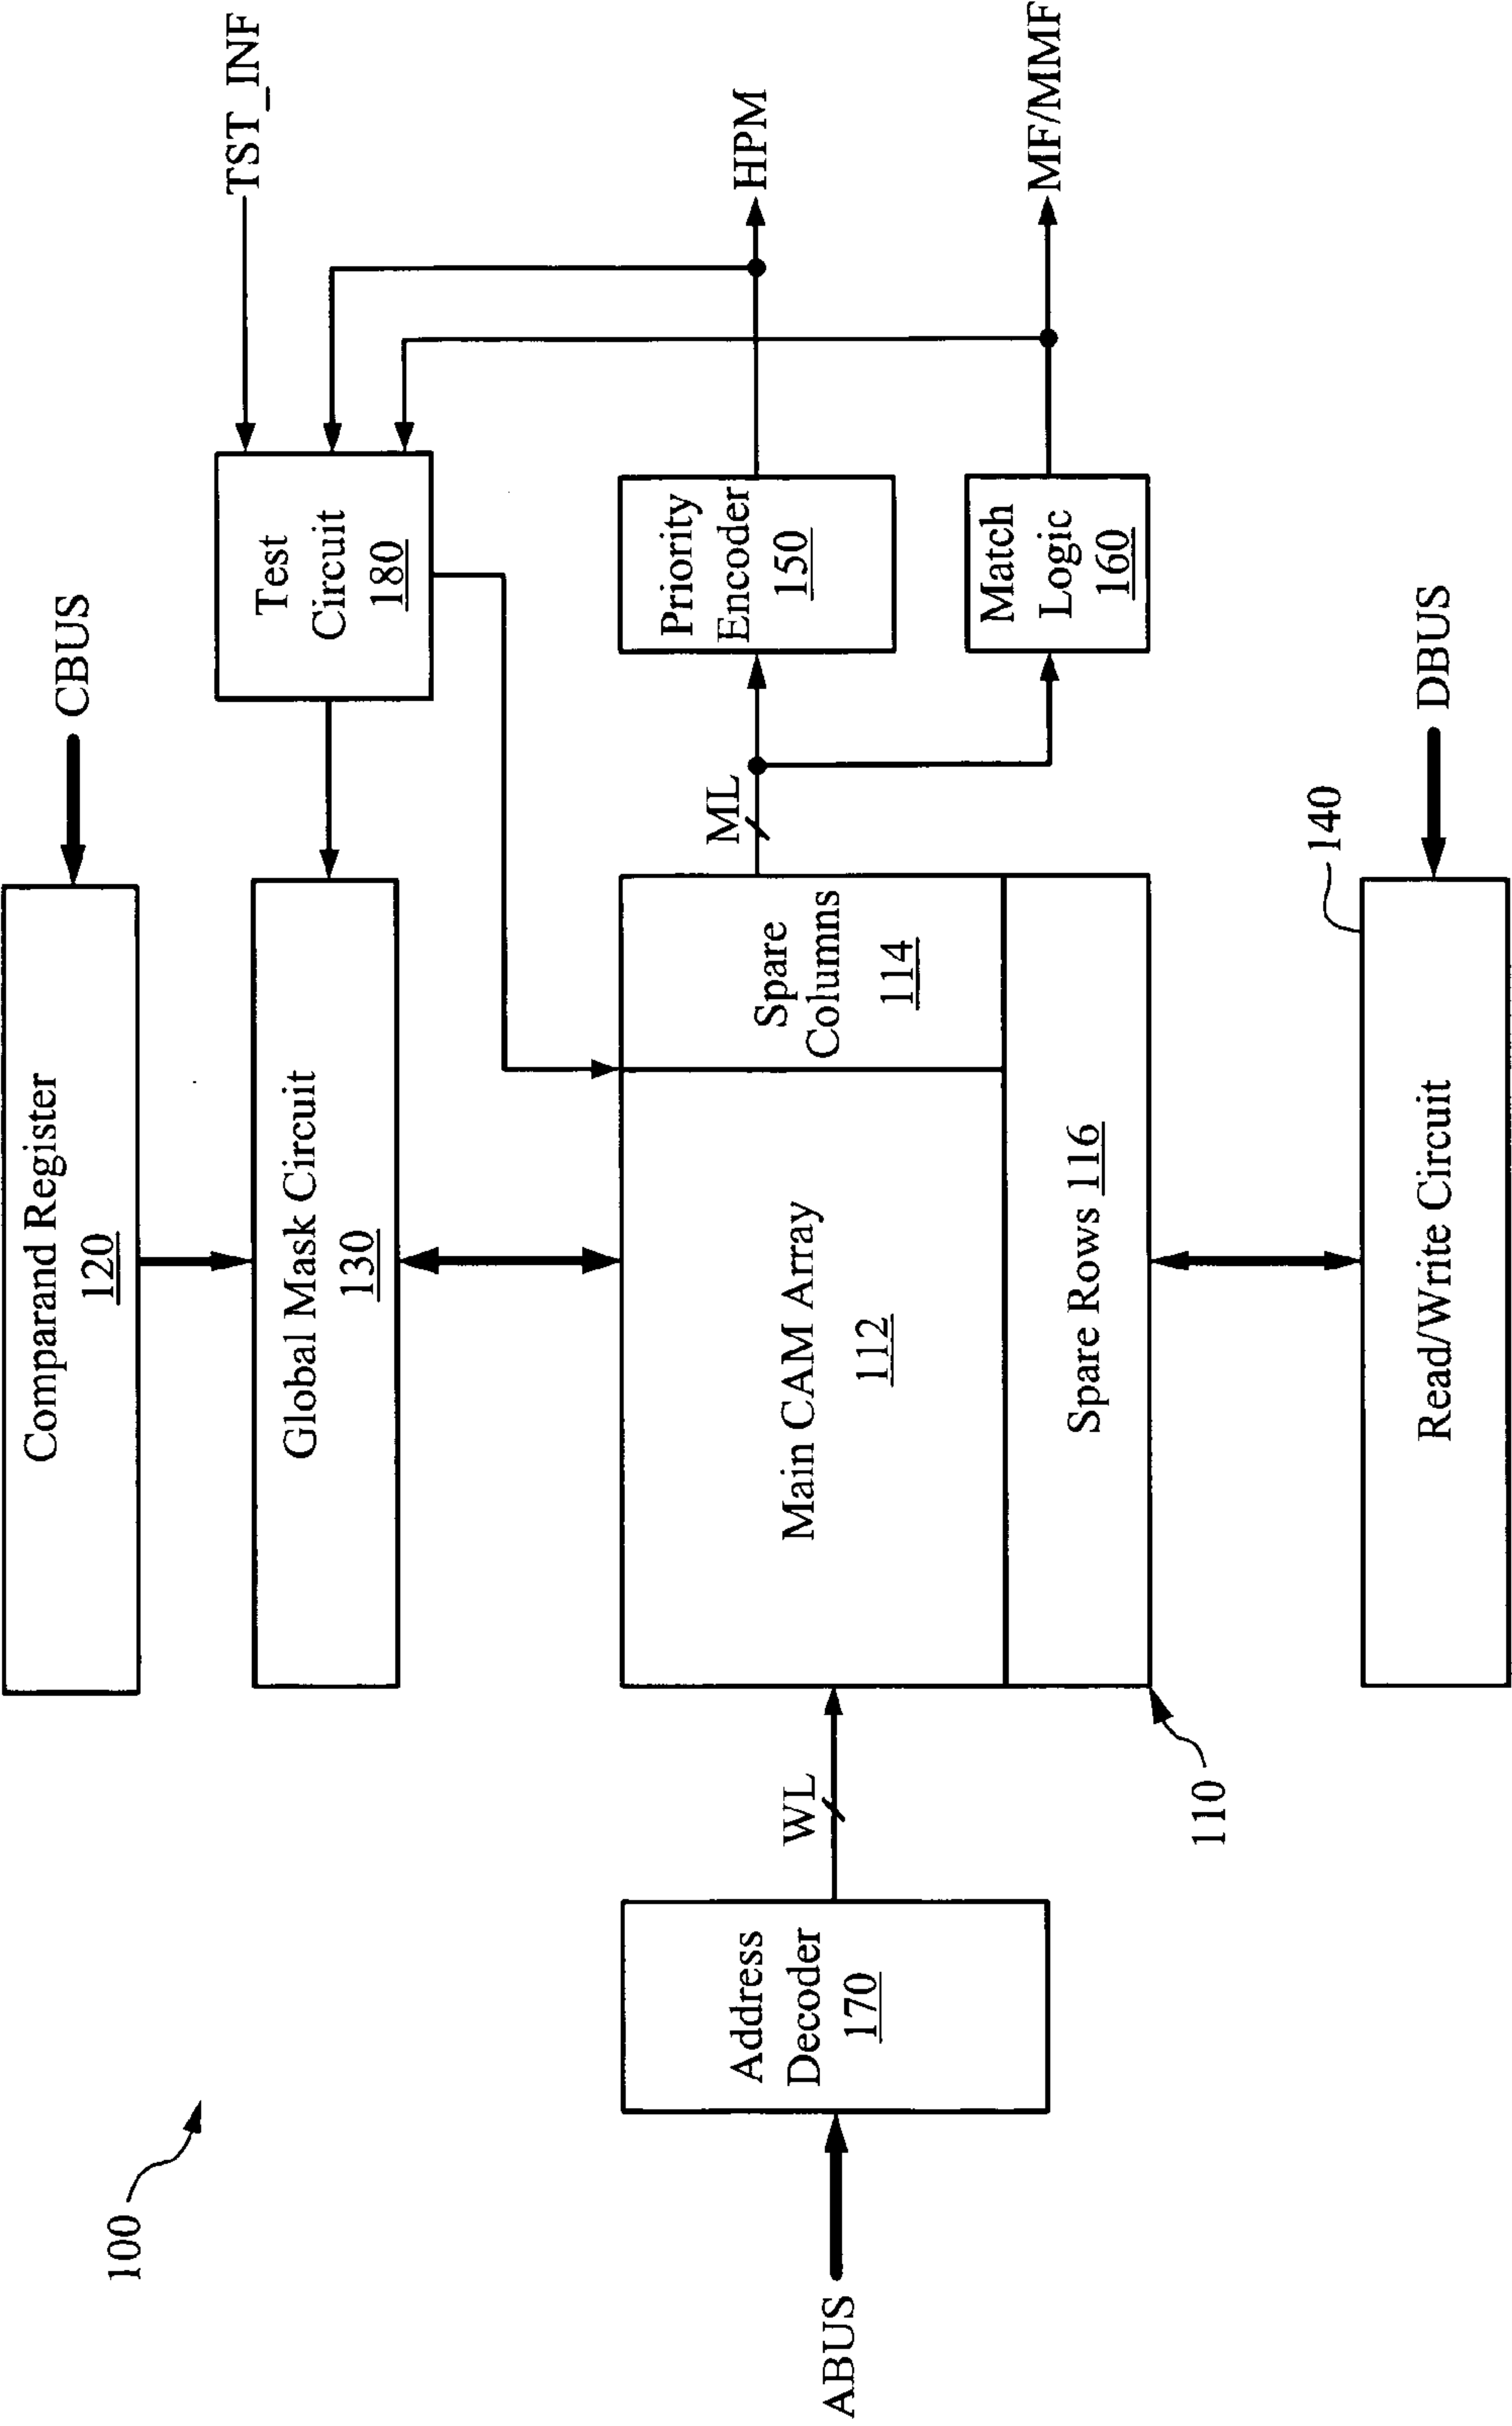 100
CBUS
TST_INF
Comparand Register
120
Test
Circuit
180
Global Mask Circuit
130
Priority
Encoder
150
HPM
ML
Spare
Columns
114
Main CAM Array
112
WL
Address
Decoder
170
ABUS
Match
Logic
160
MF/MMF
Spare Rows 116
110
140
DBUS
Read/Write Circuit